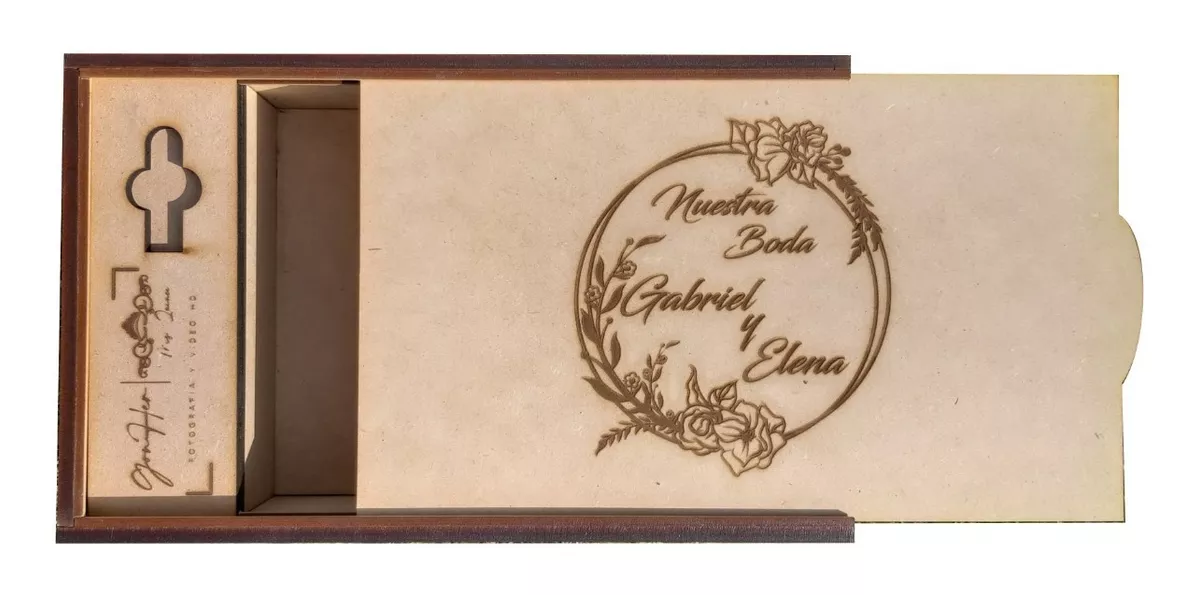 Nuestra
Boda
Gabriel
y
Elena
FOTOGRAFIA Y VIDEO HD